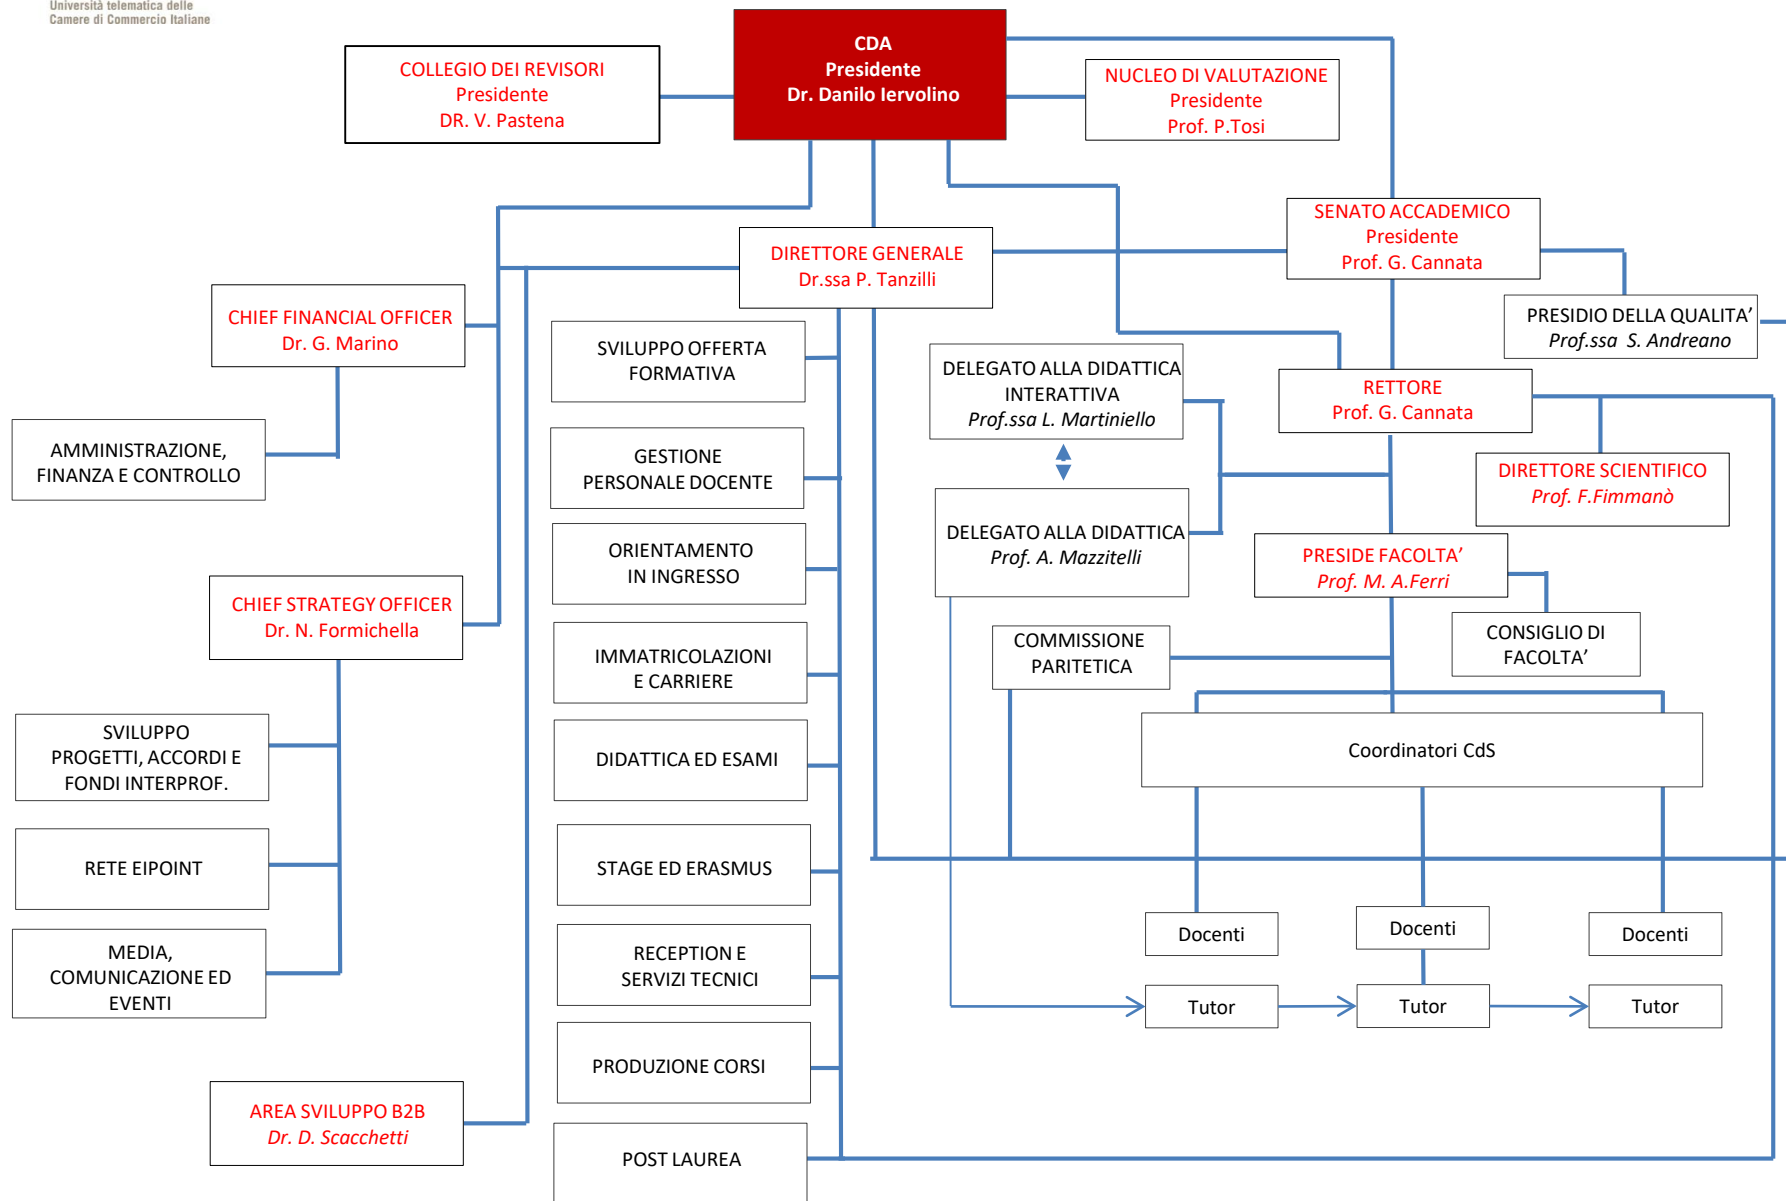 Università telematica delle
Camere di Commercio Italiane
CDA
Presidente
Dr. Danilo Iervolino
COLLEGIO DEI REVISORI
Presidente
DR. V. Pastena
NUCLEO DI VALUTAZIONE
Presidente
Prof. P.Tosi
SENATO ACCADEMICO
Presidente
Prof. G. Cannata
DIRETTORE GENERALE
Dr.ssa P. Tanzilli
CHIEF FINANCIAL OFFICER
Dr. G. Marino
PRESIDIO DELLA QUALITA’
Prof.ssa S. Andreano
SVILUPPO OFFERTA
FORMATIVA
DELEGATO ALLA DIDATTICA
INTERATTIVA
Prof.ssa L. Martiniello
RETTORE
Prof. G. Cannata
AMMINISTRAZIONE,
FINANZA E CONTROLLO
GESTIONE
PERSONALE DOCENTE
DIRETTORE SCIENTIFICO
Prof. F.Fimmanò
DELEGATO ALLA DIDATTICA
Prof. A. Mazzitelli
ORIENTAMENTO
IN INGRESSO
PRESIDE FACOLTA’
Prof. M. A.Ferri
CHIEF STRATEGY OFFICER
Dr. N. Formichella
COMMISSIONE
PARITETICA
CONSIGLIO DI
FACOLTA’
IMMATRICOLAZIONI
E CARRIERE
SVILUPPO
PROGETTI, ACCORDI E
FONDI INTERPROF.
DIDATTICA ED ESAMI
Coordinatori CdS
RETE EIPOINT
STAGE ED ERASMUS
Docenti
Docenti
Docenti
MEDIA,
COMUNICAZIONE ED
EVENTI
RECEPTION E
SERVIZI TECNICI
Tutor
Tutor
Tutor
PRODUZIONE CORSI
AREA SVILUPPO B2B
Dr. D. Scacchetti
POST LAUREA